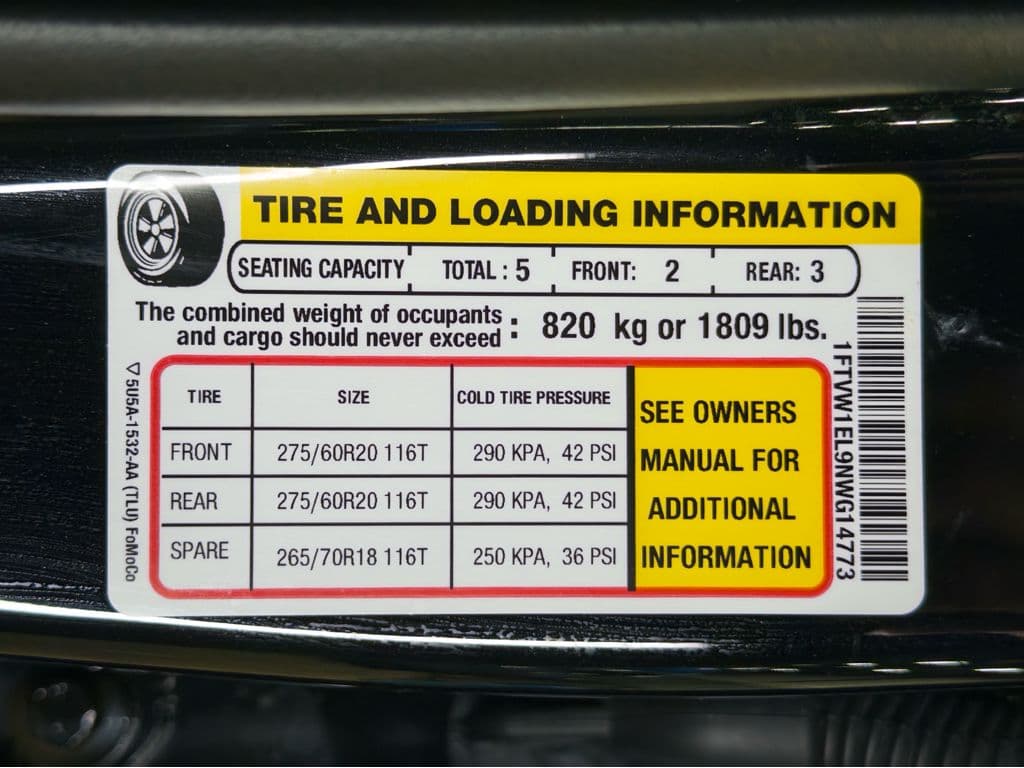 TIRE AND LOADING INFORMATION
SEATING CAPACITY TOTAL : 5 FRONT: 2 REAR: 3
The combined weight of occupants
and cargo should never exceed : 820 kg or 1809 lbs.
TIRE SIZE COLD TIRE PRESSURE
FRONT 275/60R20 116T 290 KPA, 42 PSI
REAR 275/60R20 116T 290 KPA, 42 PSI
SPARE 265/70R18 116T 250 KPA, 36 PSI
SEE OWNERS
MANUAL FOR
ADDITIONAL
INFORMATION
1FTVW1EL9NWG14773
5U5A-1532-AA (TLU) FoMoCo